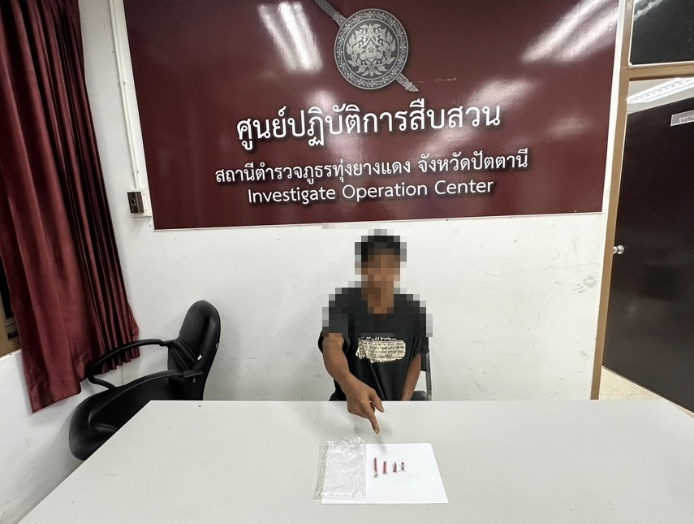 ศูนย์ปฏิบัติการสืบสวน
สถานีตำรวจภูธรทุ่งยางแดง จังหวัดปัตตานี
Investigate Operation Center